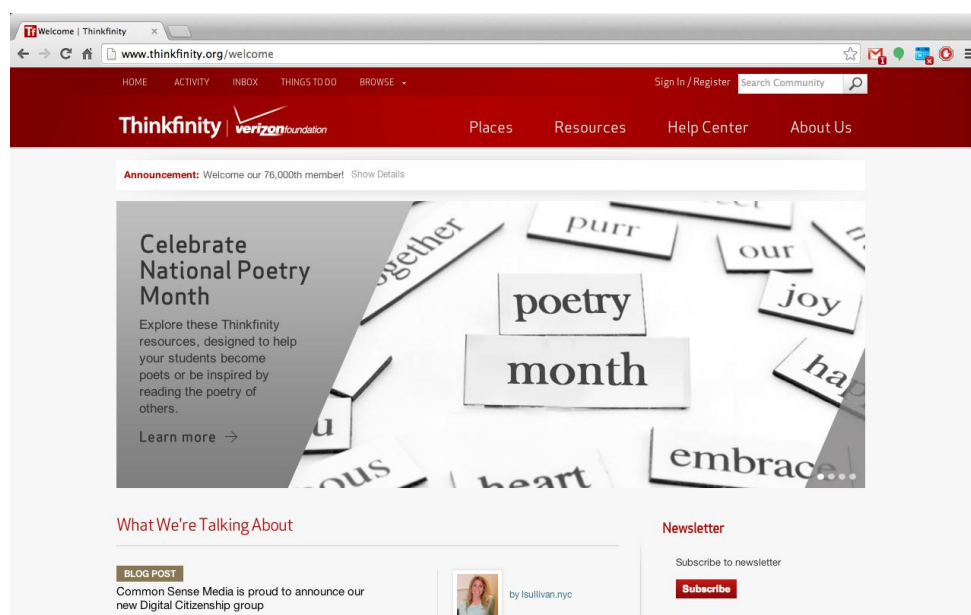 Welcome | Thinkfinity
www.thinkfinity.org/welcome
HOME ACTIVITY INBOX THINGS TO DO BROWSE
Sign In / Register Search Community
Thinkfinity | verizonfoundation
Places Resources Help Center About Us
Announcement: Welcome our 76,000th member! Show Details
Celebrate
National Poetry
Month
Explore these Thinkfinity
resources, designed to help
your students become
poets or be inspired by
reading the poetry of
others.
Learn more →
together
purr
our
joy
poetry
month
hap
u
ous
heart
embrace
What We're Talking About
BLOG POST
Common Sense Media is proud to announce our
new Digital Citizenship group
by lsullivan.nyc
Newsletter
Subscribe to newsletter
Subscribe